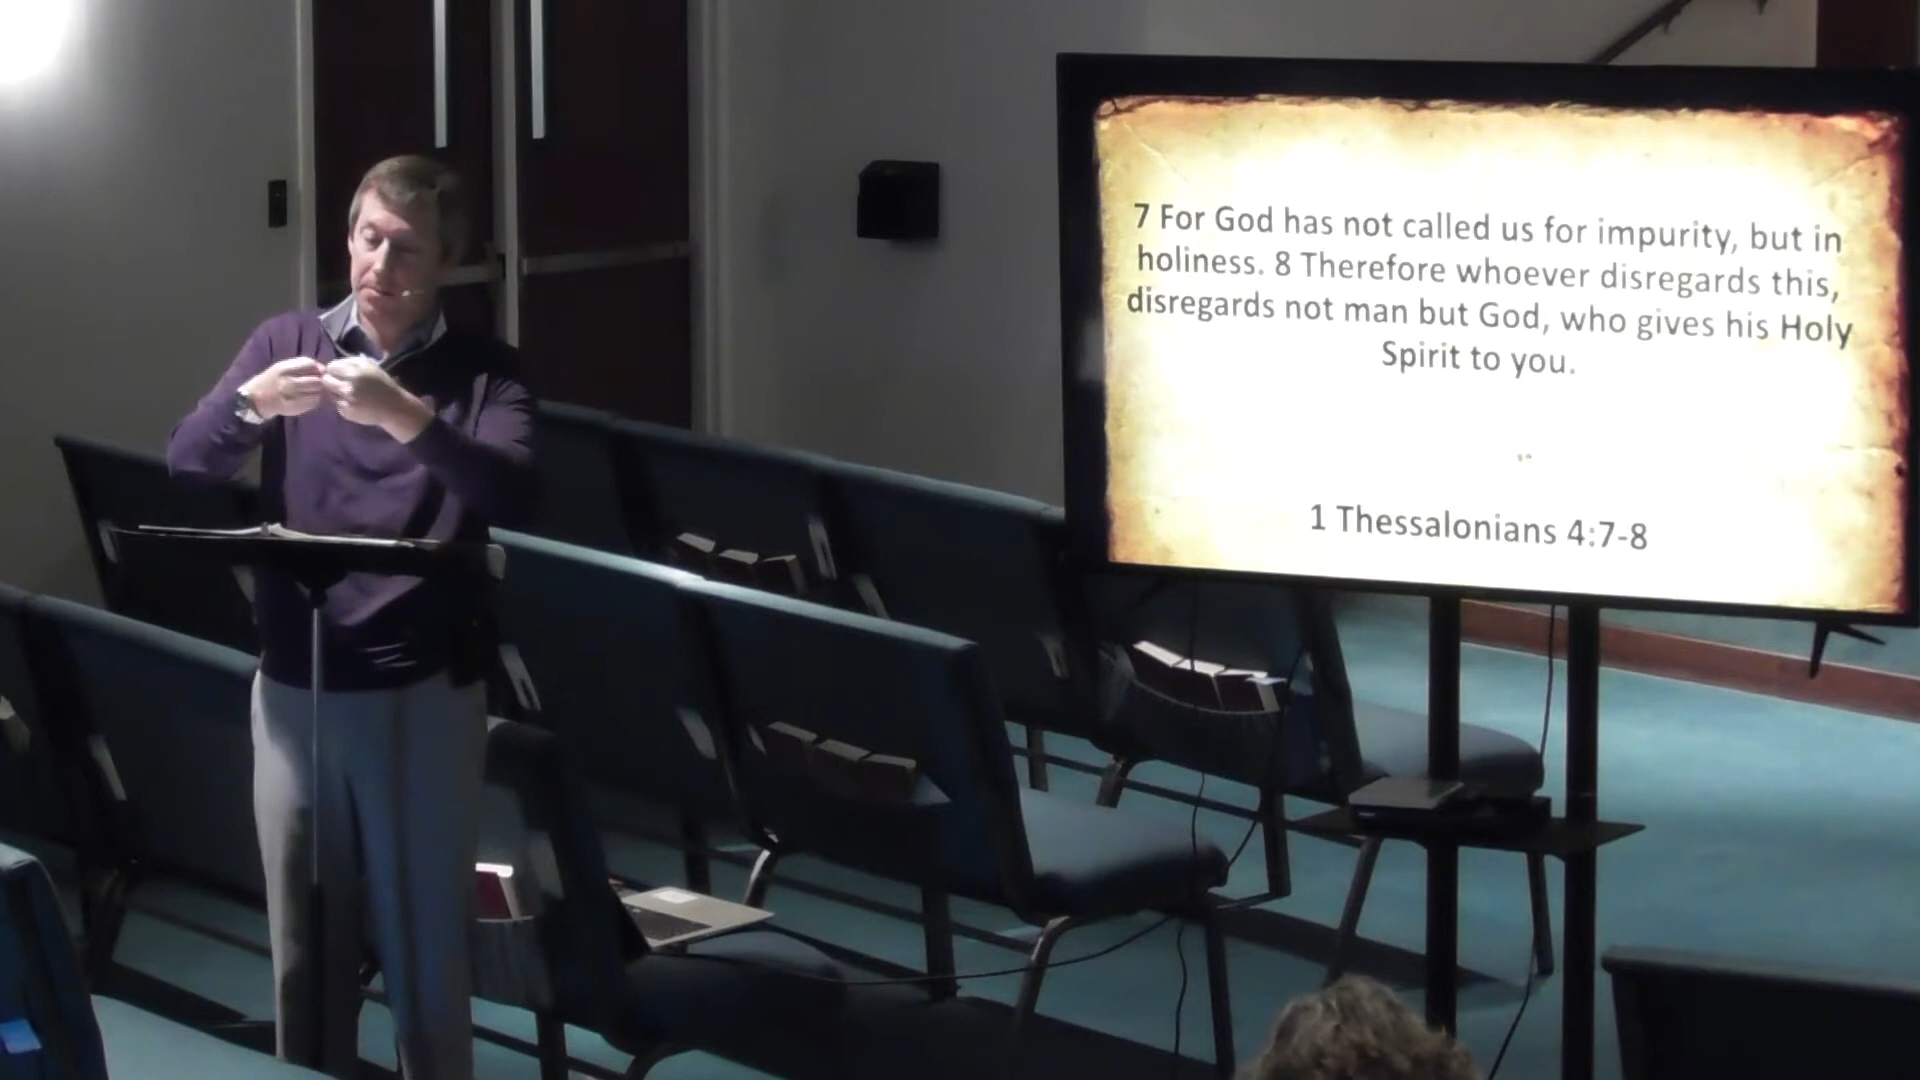 7 For God has not called us for impurity, but in
holiness. 8 Therefore whoever disregards this,
disregards not man but God, who gives his Holy
Spirit to you.
1 Thessalonians 4:7-8